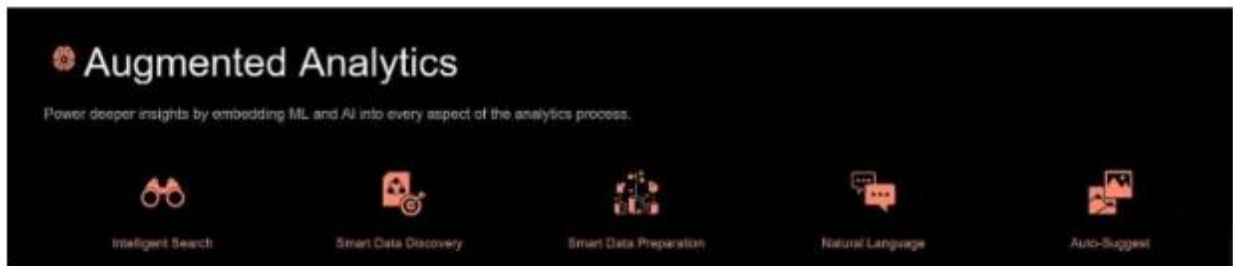 Augmented Analytics
Power deeper insights by embedding ML and AI into every aspect of the analytics process.
Intelligent Search
Smart Data Discovery
Smart Data Preparation
Natural Language
Auto-Suggest